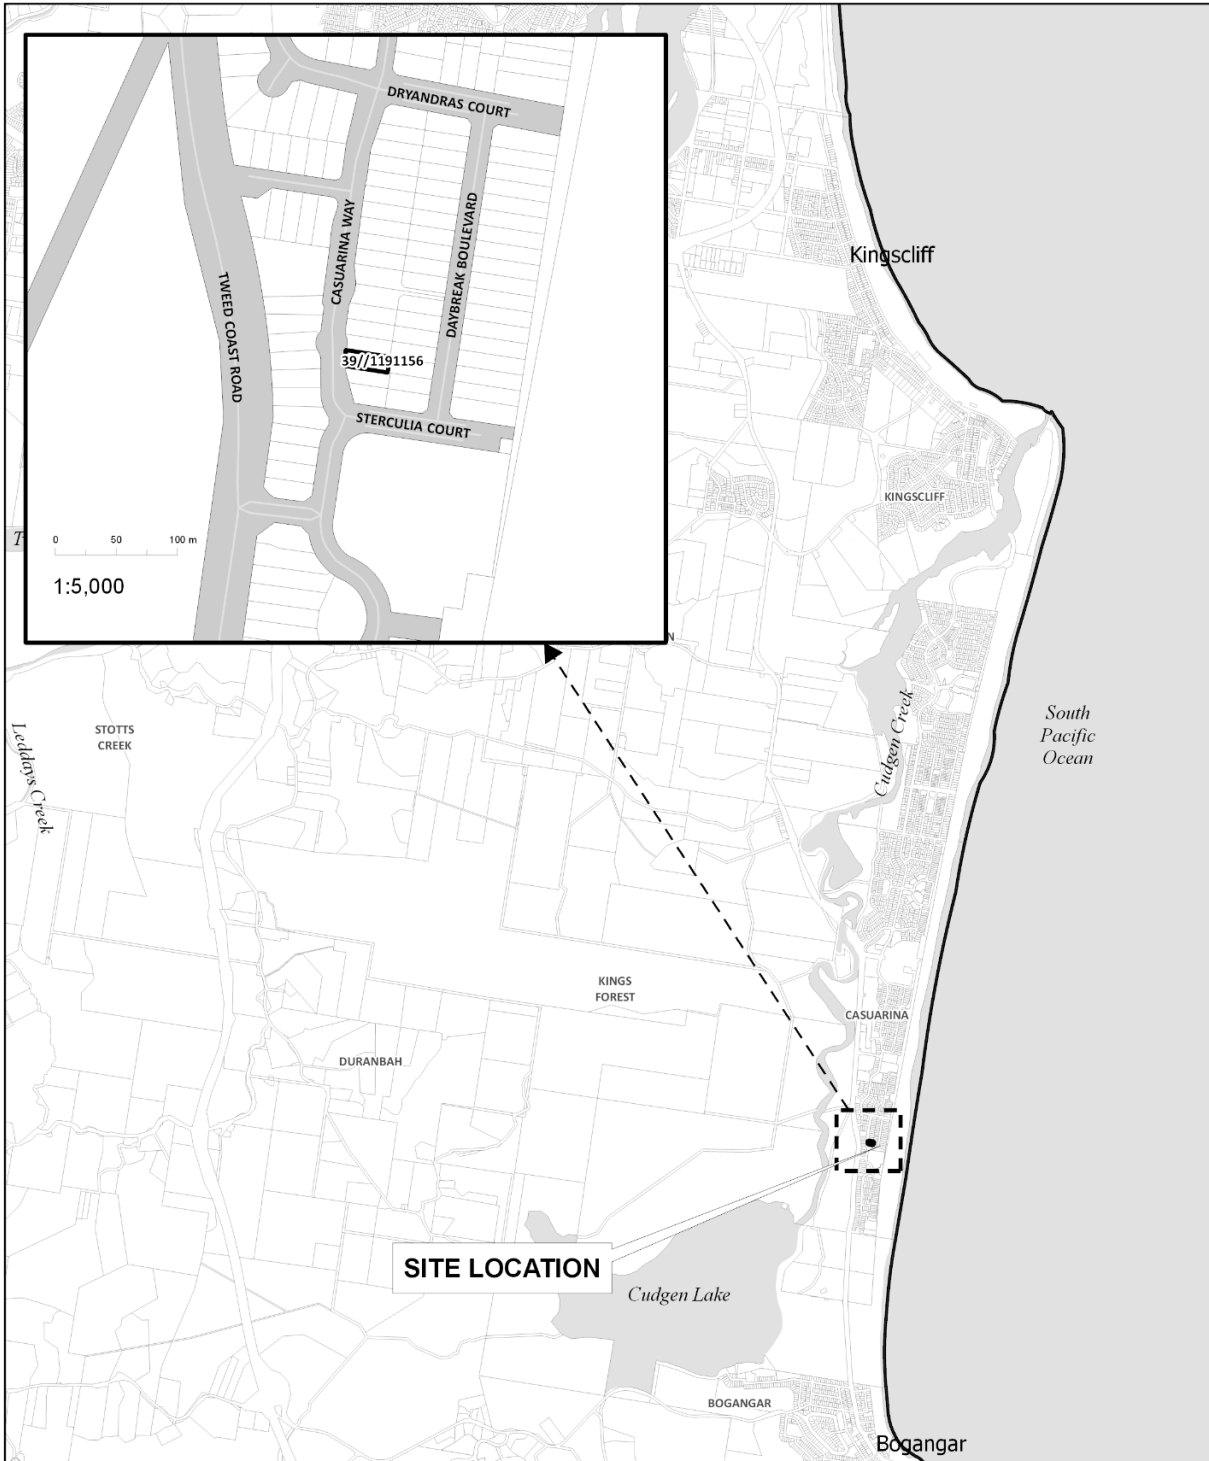 DRYANDRAS COURT
CASUARINA WAY
DAYBREAK BOULEVARD
TWEED COAST ROAD
39//1191156
STERCULIA COURT
0 50 100 m
1:5,000
Kingscliff
KINGSCLIFF
T
N
STOTTS
CREEK
Leddays Creek
Cudgen Creek
South
Pacific
Ocean
KINGS
FOREST
CASUARINA
DURANBAH
SITE LOCATION
Cudgen Lake
BOGANGAR
Bogangar